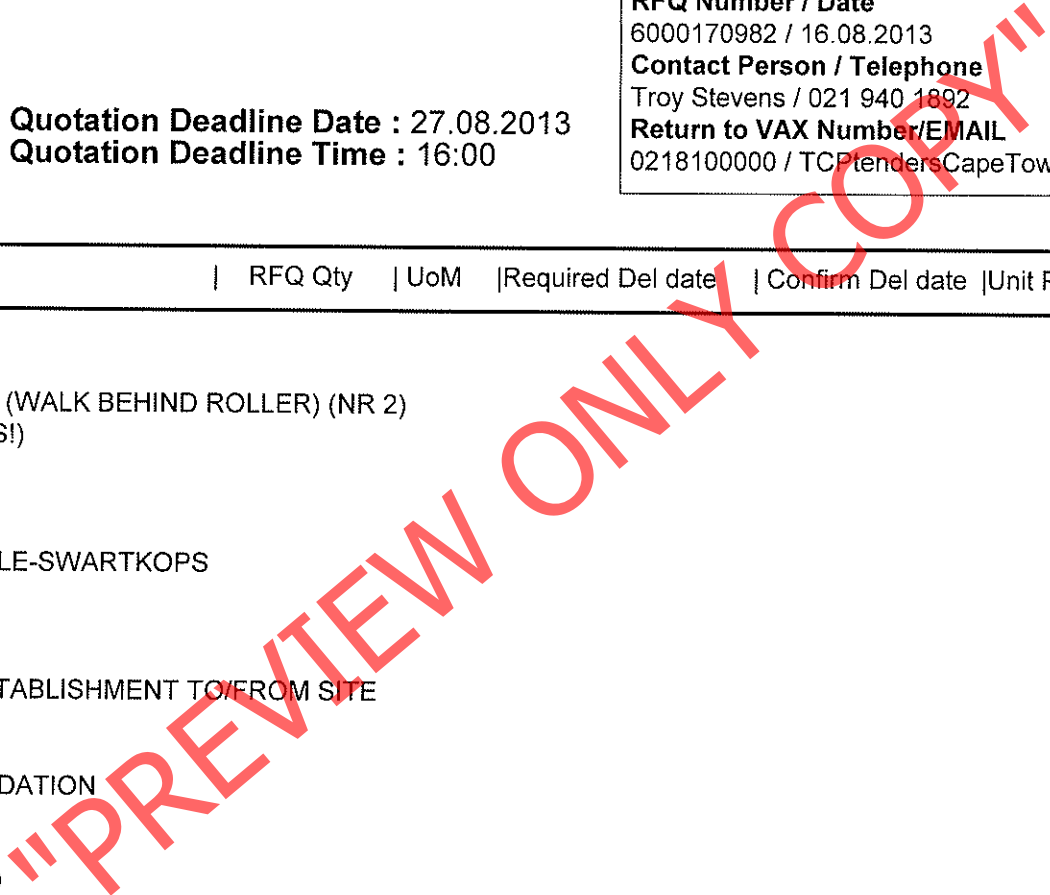 RFQ Number / Date
6000170982 / 16.08.2013
Contact Person / Telephone
Troy Stevens / 021 940 1892
Return to VAX Number/EMAIL
0218100000 / TCPtendersCapeTow
Quotation Deadline Date : 27.08.2013
Quotation Deadline Time : 16:00
| RFQ Qty | UoM |Required Del date | Confirm Del date |Unit
(WALK BEHIND ROLLER) (NR 2)
S!)
LE-SWARTKOPS
TABLISHMENT TO/FROM SITE
DATION
"PREVIEW ONLY COPY"